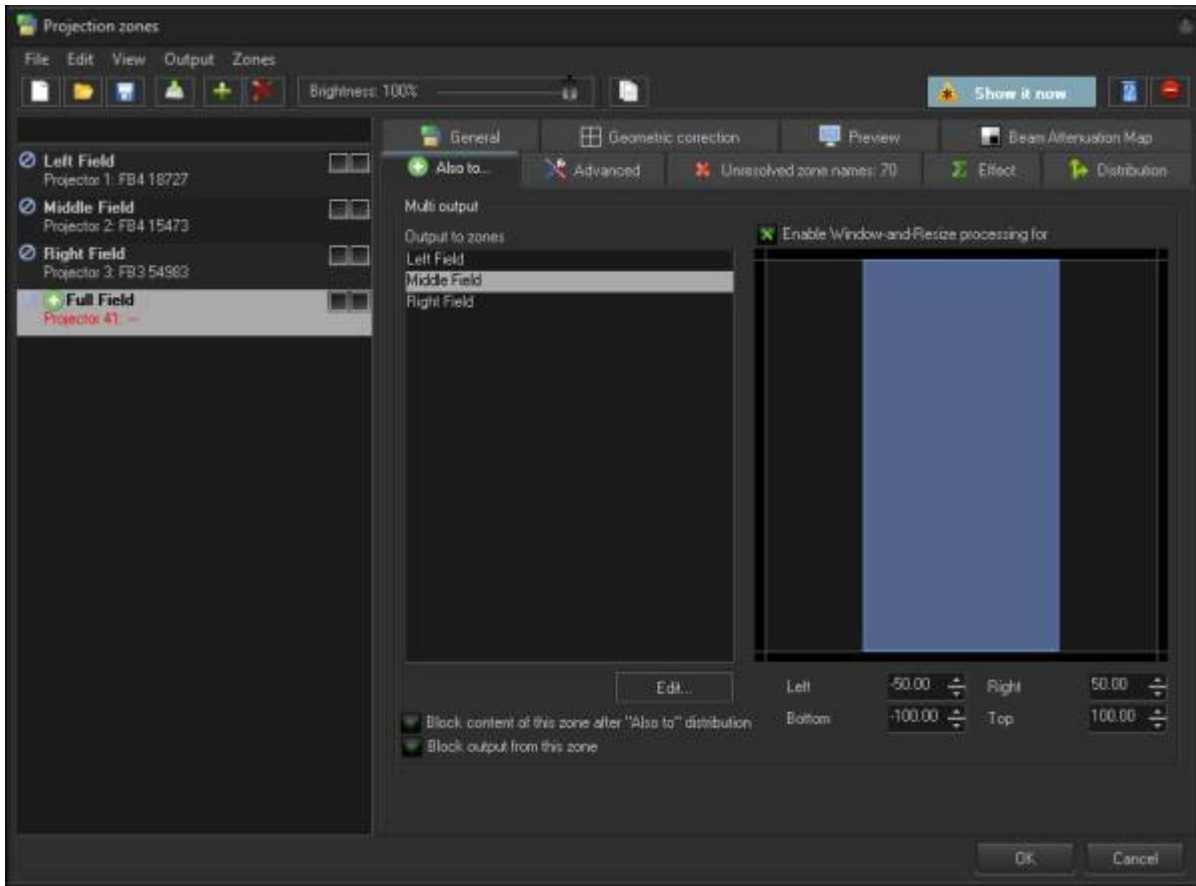 Projection zones
File Edit View Output Zones
Brightness: 100%
Show it now
General Geometric correction Preview Beam Attenuation Map
Also to... Advanced Unresolved zone names: 70 Effect Distribution
Left Field
Projector 1: FB4 18727
Middle Field
Projector 2: FB4 15473
Right Field
Projector 3: FB3 54983
Full Field
Projector 41: --
Multi output
Output to zones
Left Field
Middle Field
Right Field
Enable Window-and-Resize processing for
Edit...
Left -50.00 Right 50.00
Bottom -100.00 Top 100.00
Block content of this zone after "Also to" distribution
Block output from this zone
OK Cancel